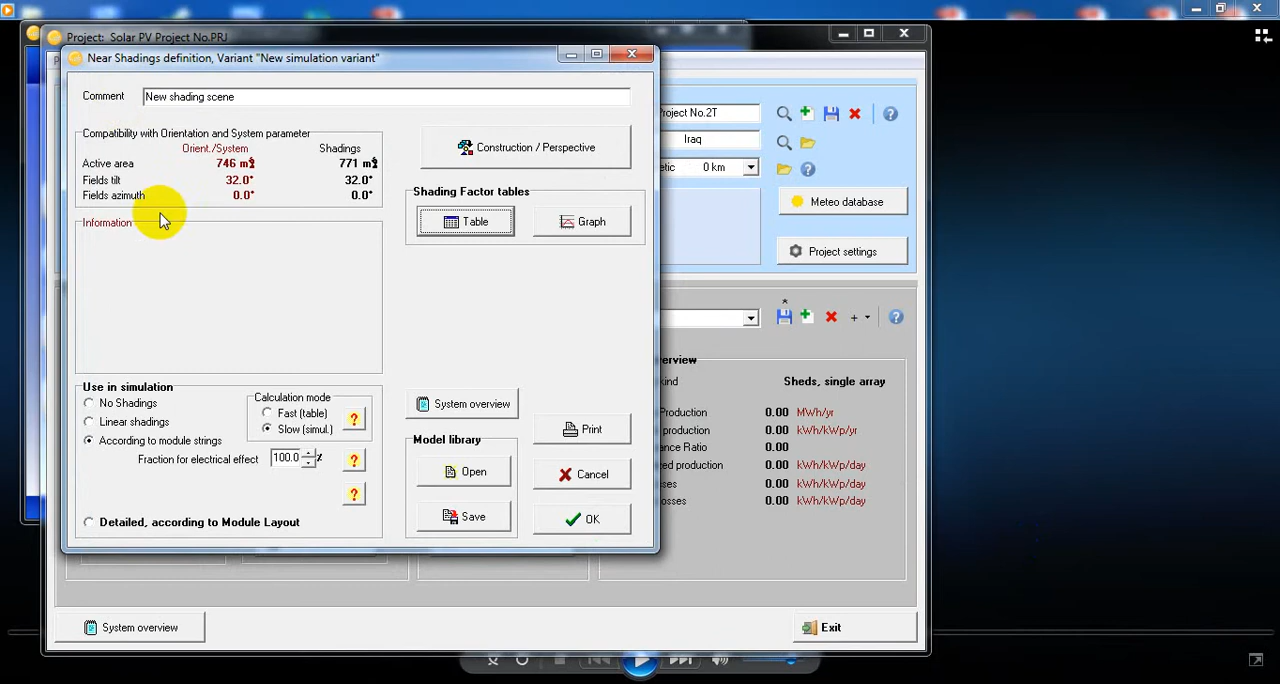 Project: Solar PV Project No.PRJ
Near Shadings definition, Variant "New simulation variant"
Comment New shading scene
Compatibility with Orientation and System parameter
Orient./System Shadings
Active area 746 m² 771 m²
Fields tilt 32.0° 32.0°
Fields azimuth 0.0° 0.0°
Information
Construction / Perspective
Shading Factor tables
Table Graph
Use in simulation
No Shadings
Linear shadings
According to module strings
Fraction for electrical effect 100.0 %
Detailed, according to Module Layout
Calculation mode
Fast (table)
Slow (simul.)
?
?
?
System overview
Model library
Open
Save
Print
Cancel
OK
Project No.2T
Iraq
0 km
?
?
Meteo database
Project settings
+
?
Sheds, single array
Production 0.00 MWh/yr
production 0.00 kWh/kWp/yr
Ratio 0.00
production 0.00 kWh/kWp/day
0.00 kWh/kWp/day
0.00 kWh/kWp/day
System overview
Exit